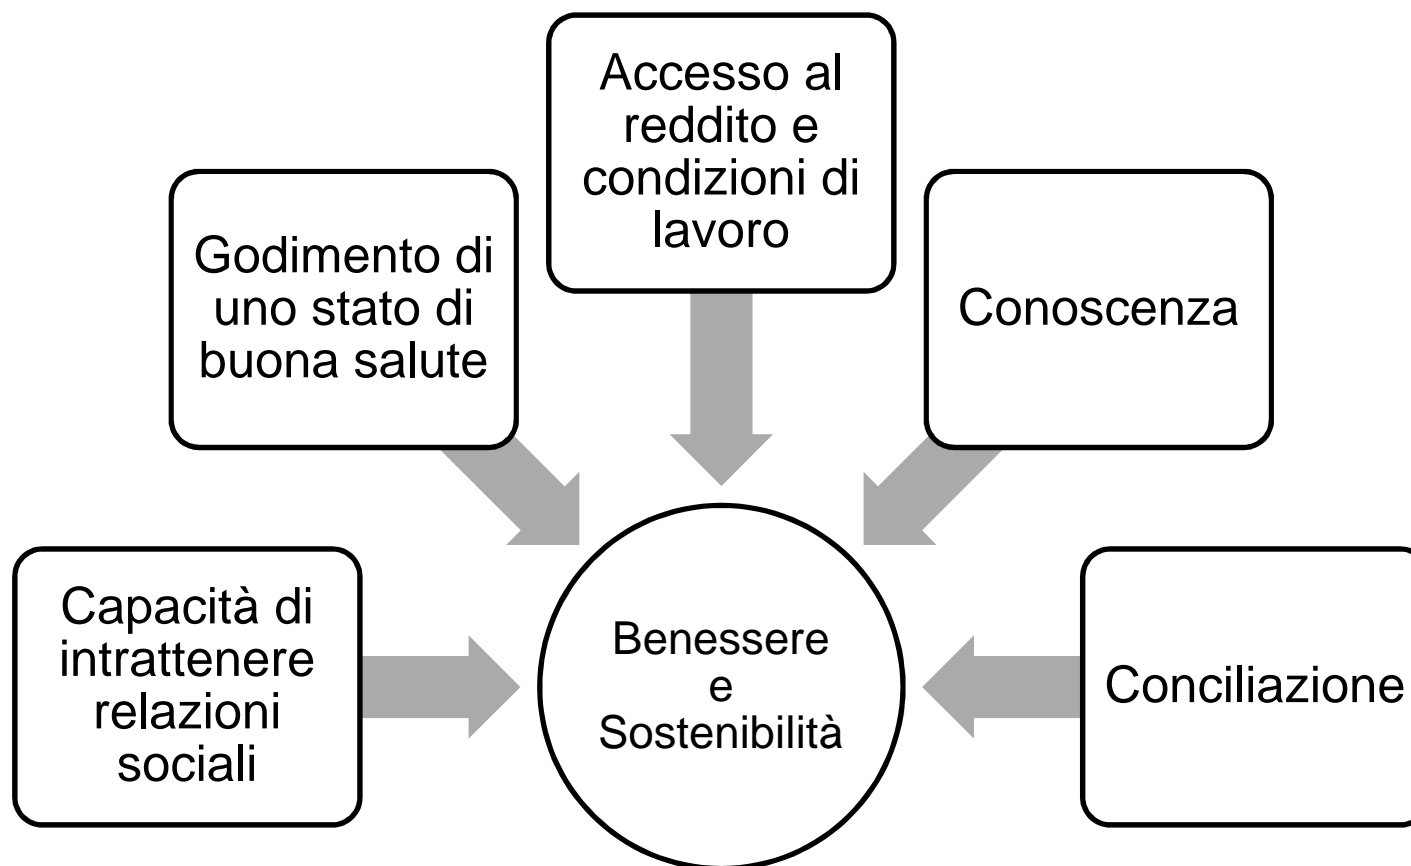 Accesso al
reddito e
condizioni di
lavoro
Godimento di
uno stato di
buona salute
Conoscenza
Capacità di
intrattenere
relazioni
sociali
Benessere
e
Sostenibilità
Conciliazione